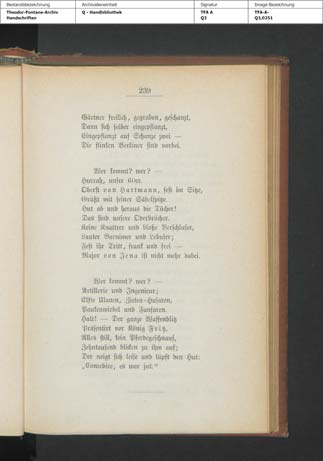 Bestandsbezeichnung Archivalieneinheit Signatur Image Bezeichnung
Theodor-Fontane-Archiv Q - Handbibliothek TFA A TFA-A-
Handschriften Q3 Q3,0251
239
Gärtner freilich, gegraben, geschanzt,
Dann sich selber eingepflanzt,
Eingepflanzt auf Schanze zwei —
Die flinken Berliner sind vorbei.
Wer kommt? wer? —
Hurrah, unsre 60er.
Oberst von Hartmann, fest im Sitze,
Grüßt mit seiner Säbelspitze
Hut ab und heraus die Tücher!
Das sind unsere Oderbrücher.
Keine Knattrer und bloße Verschlufer,
Lauter Barnimer und Lebuser;
Fest ihr Tritt, frank und frei —
Major von Jena ist nicht mehr dabei.
Wer kommt? wer? —
Artillerie und Ingenieur;
Elfte Ulanen, Zieten-Husaren,
Paukenwirbel und Fanfaren.
Halt! — Der ganze Waffenblitz
Präsentirt vor König Fritz.
Alles still, kein Pferdegeschnauf,
Zehntausend blicken zu ihm auf;
Der neigt sich leise und lüpft den Hut:
„Concediere, es war gut."